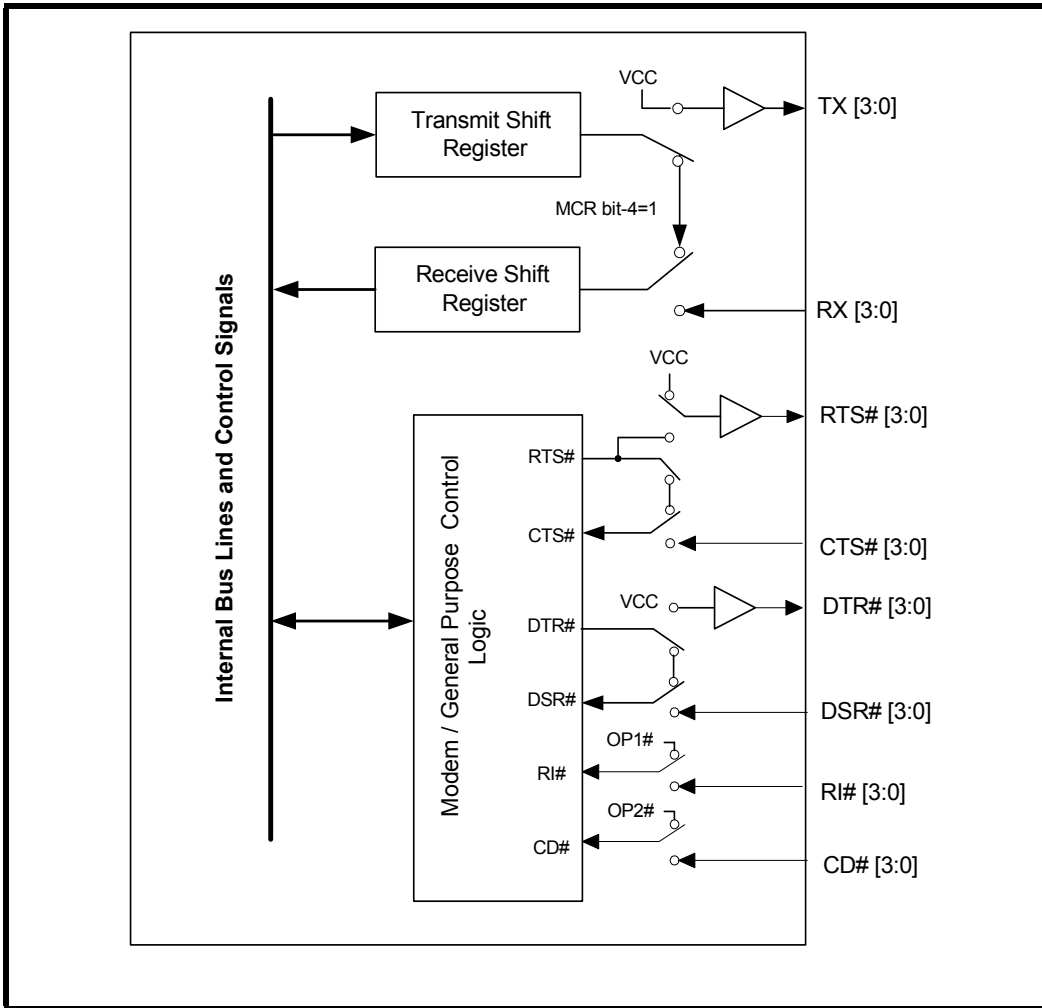 VCC
TX [3:0]
Transmit Shift
Register
MCR bit-4=1
Receive Shift
Register
RX [3:0]
Internal Bus Lines and Control Signals
VCC
RTS# [3:0]
RTS#
CTS#
CTS# [3:0]
Modem / General Purpose Control
Logic
VCC
DTR# [3:0]
DTR#
DSR#
DSR# [3:0]
OP1#
RI#
RI# [3:0]
OP2#
CD#
CD# [3:0]